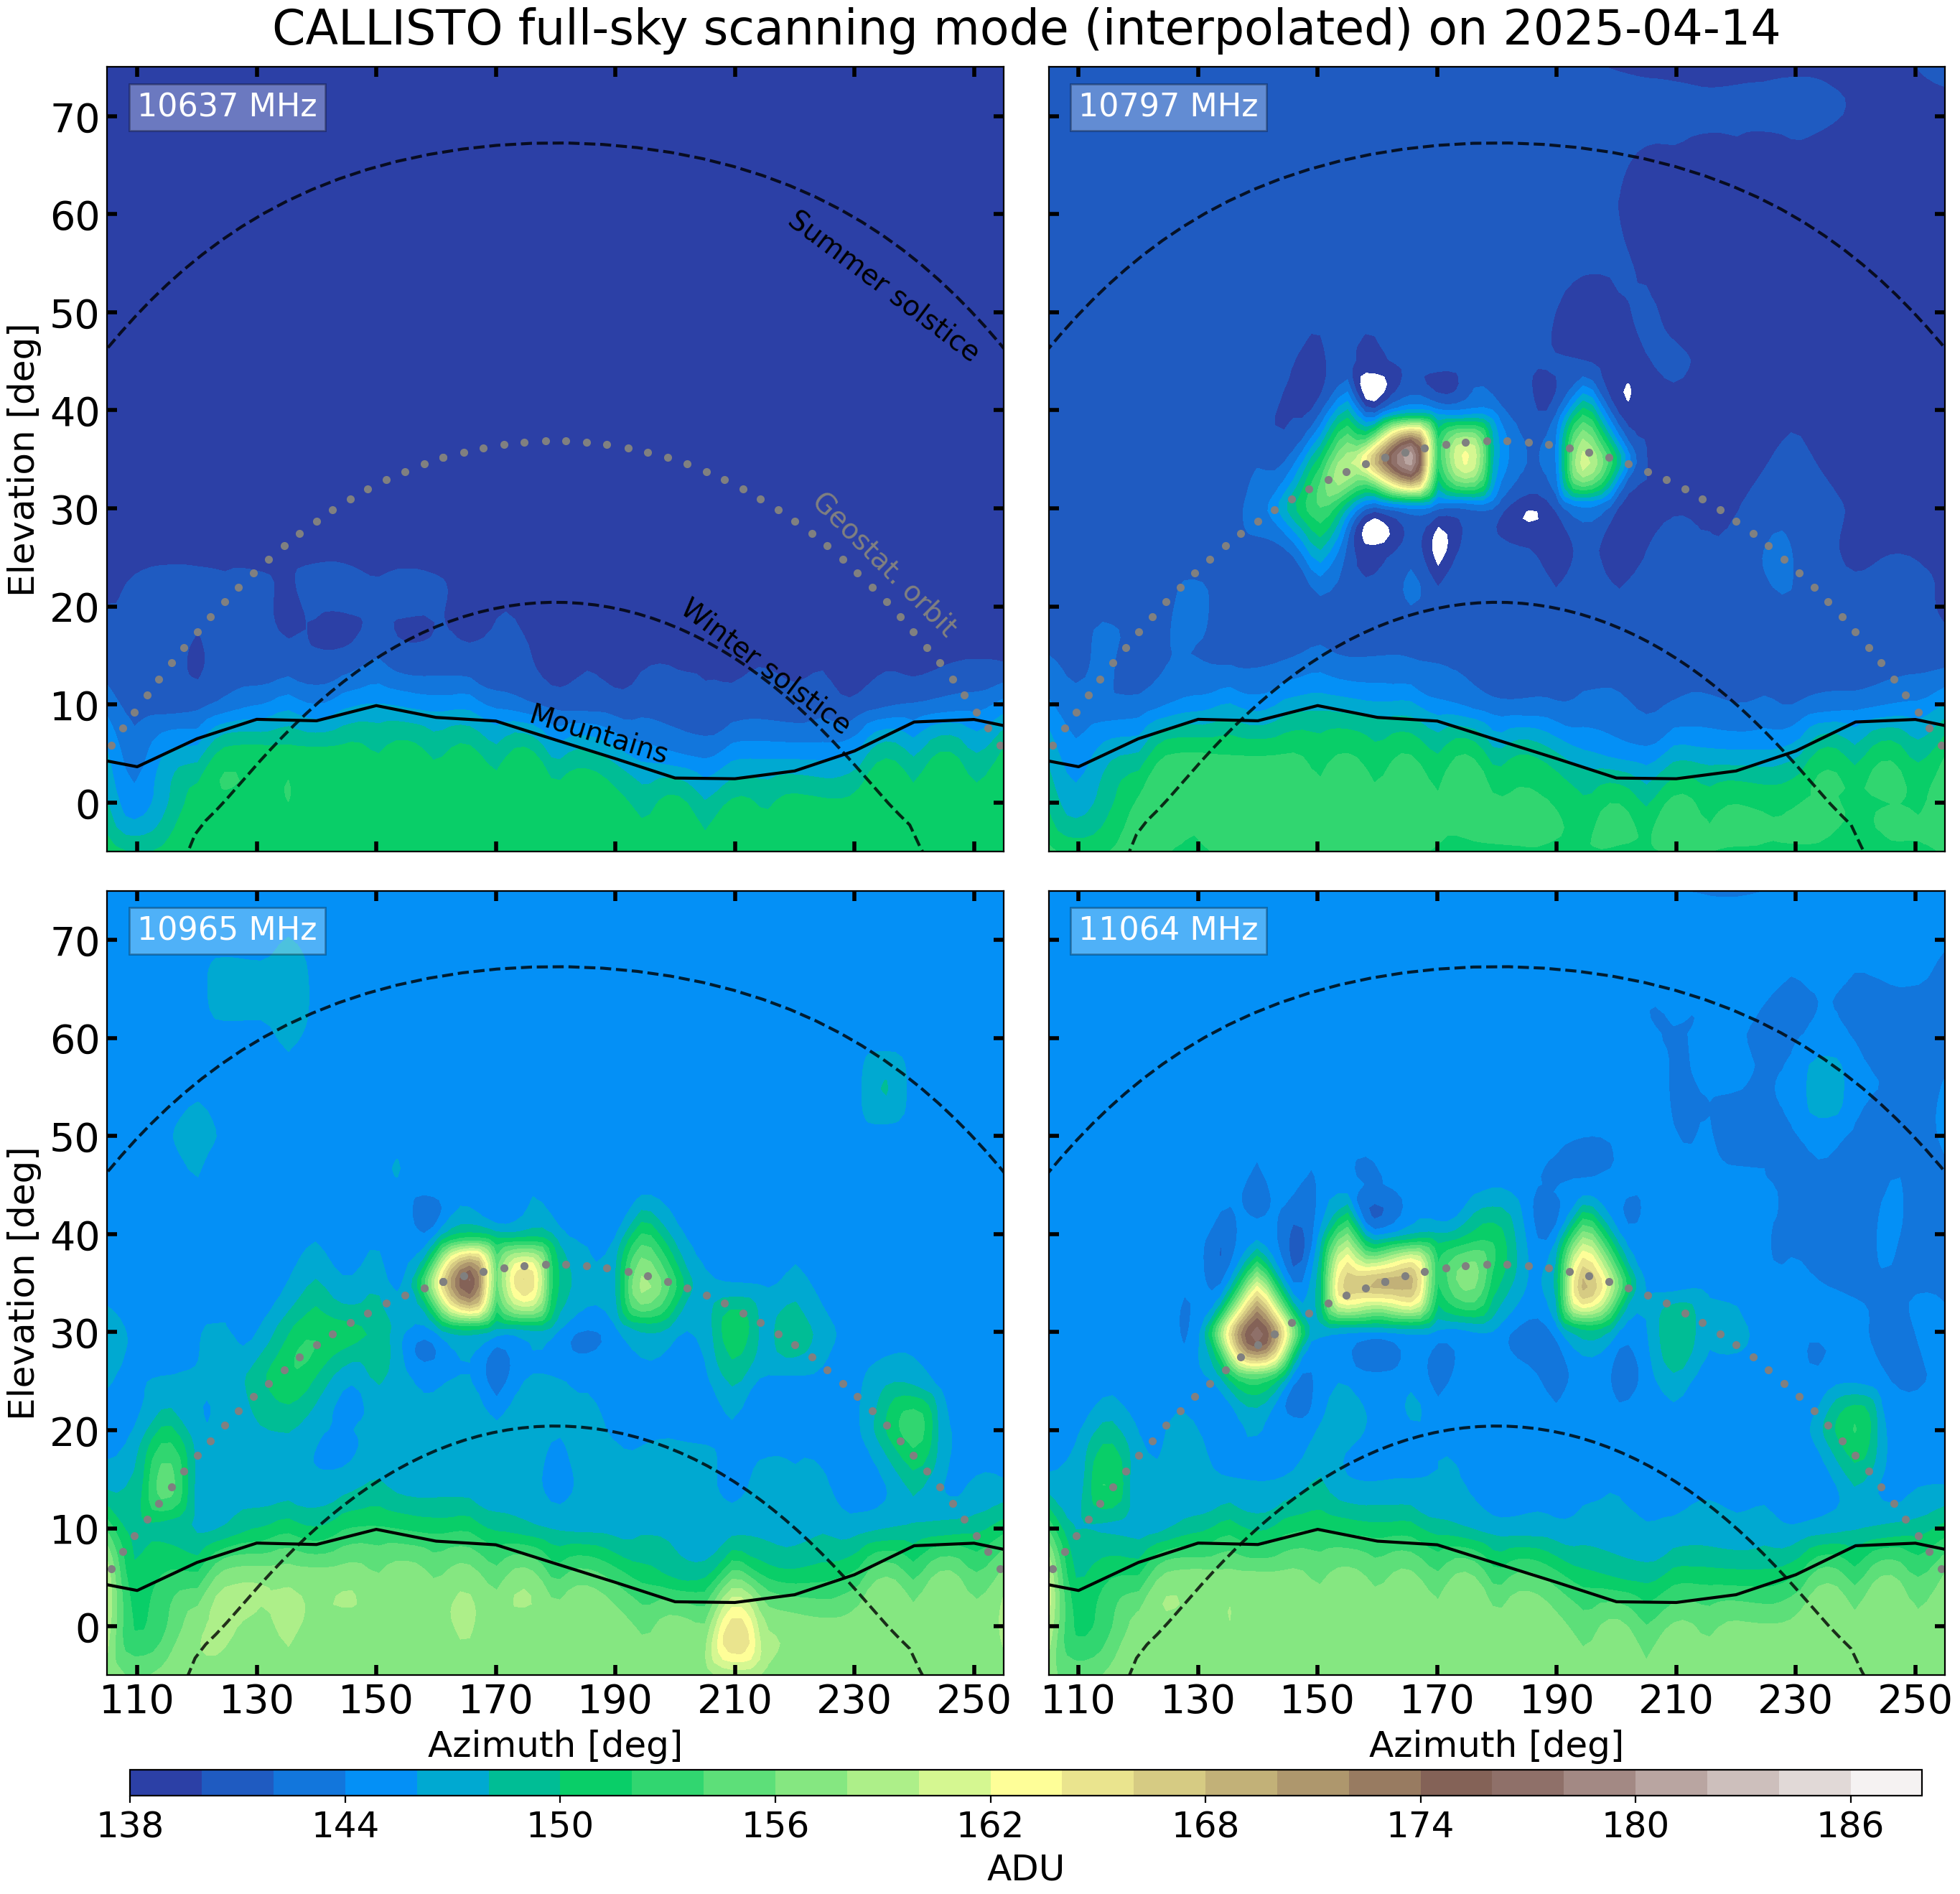 CALLISTO full-sky scanning mode (interpolated) on 2025-04-14
10637 MHz
10797 MHz
70
60
50
40
30
20
10
0
Elevation [deg]
Summer solstice
Geostat. orbit
Winter solstice
Mountains
10965 MHz
11064 MHz
70
60
50
40
30
20
10
0
Elevation [deg]
110 130 150 170 190 210 230 250
110 130 150 170 190 210 230 250
Azimuth [deg]
Azimuth [deg]
138 144 150 156 162 168 174 180 186
ADU